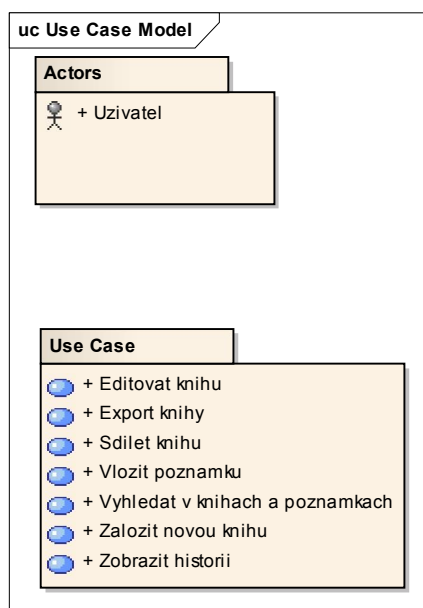 uc Use Case Model
Actors
+ Uzivatel
Use Case
+ Editovat knihu
+ Export knihy
+ Sdilet knihu
+ Vlozit poznamku
+ Vyhledat v knihach a poznamkach
+ Zalozit novou knihu
+ Zobrazit historii